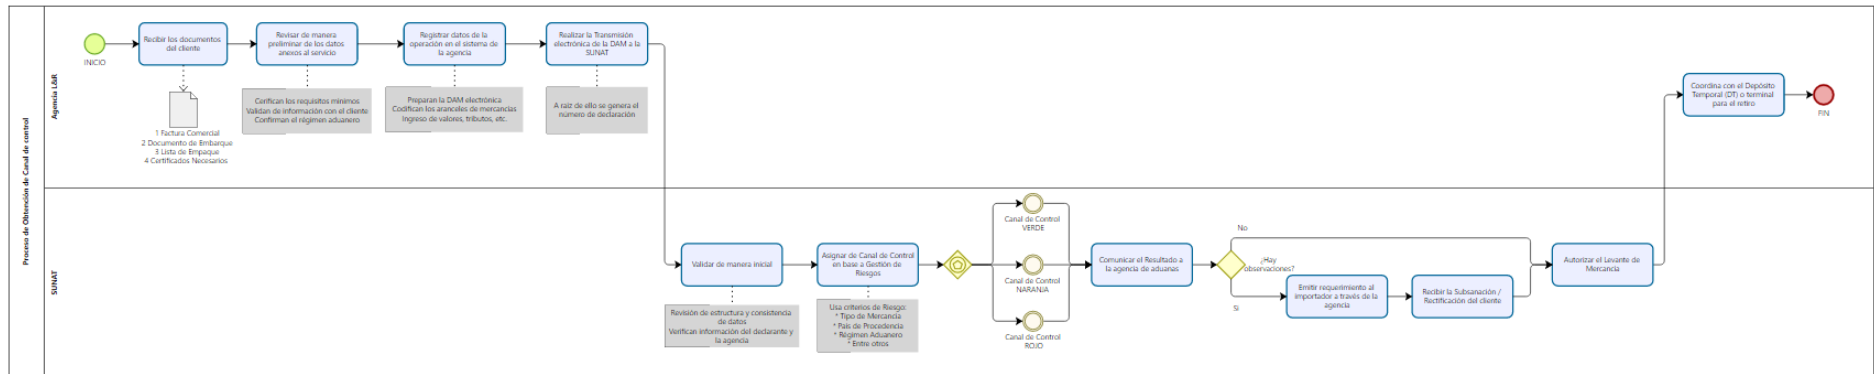 Proceso de Obtención de Canal de control
Agencia L&R
INICIO
Recibir los documentos
del cliente
1 Factura Comercial
2 Documento de Embarque
3 Lista de Empaque
4 Certificados Necesarios
Revisar de manera
preliminar de los datos
anexos al servicio
Cerifican los requisitos mínimos
Validan de información con el cliente
Confirman el régimen aduanero
Registrar datos de la
operación en el sistema de
la agencia
Preparan la DAM electrónica
Codifican los aranceles de mercancías
Ingreso de valores, tributos, etc.
Realizar la Transmisión
electrónica de la DAM a la
SUNAT
A raíz de ello se genera el
número de declaración
Coordina con el Depósito
Temporal (DT) o terminal
para el retiro
FIN
SUNAT
Validar de manera inicial
Revisión de estructura y consistencia
de datos
Verifican información del declarante y
la agencia
Asignar de Canal de Control
en base a Gestión de
Riesgos
Usa criterios de Riesgo:
* Tipo de Mercancía
* País de Procedencia
* Régimen Aduanero
* Entre otros
Canal de Control
VERDE
Canal de Control
NARANJA
Canal de Control
ROJO
Comunicar el Resultado a
la agencia de aduanas
¿Hay
observaciones?
No
Si
Emitir requerimiento al
importador a través de la
agencia
Recibir la Subsanación /
Rectificación del cliente
Autorizar el Levante de
Mercancía